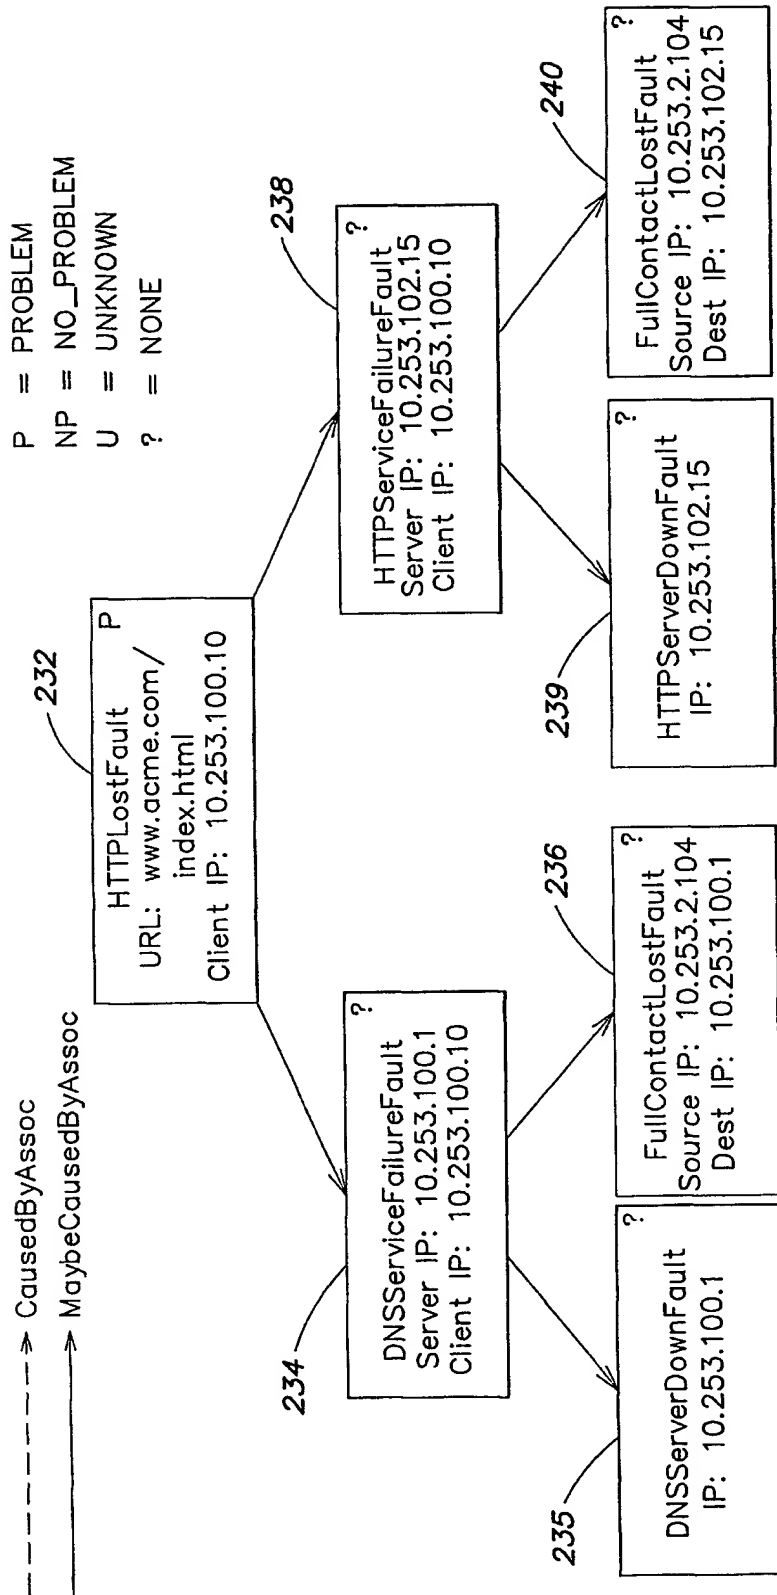 CausedByAssoc
MaybeCausedByAssoc
P = PROBLEM
NP = NO_PROBLEM
U = UNKNOWN
? = NONE
232
HTTPLostFault
P
URL: www.acme.com/
index.html
Client IP: 10.253.100.10
234
DNSServiceFailureFault
?
Server IP: 10.253.100.1
Client IP: 10.253.100.10
238
HTTPServiceFailureFault
?
Server IP: 10.253.102.15
Client IP: 10.253.100.10
235
DNSServerDownFault
?
IP: 10.253.100.1
236
FullContactLostFault
?
Source IP: 10.253.2.104
Dest IP: 10.253.100.1
239
HTTPServerDownFault
?
IP: 10.253.102.15
240
FullContactLostFault
?
Source IP: 10.253.2.104
Dest IP: 10.253.102.15